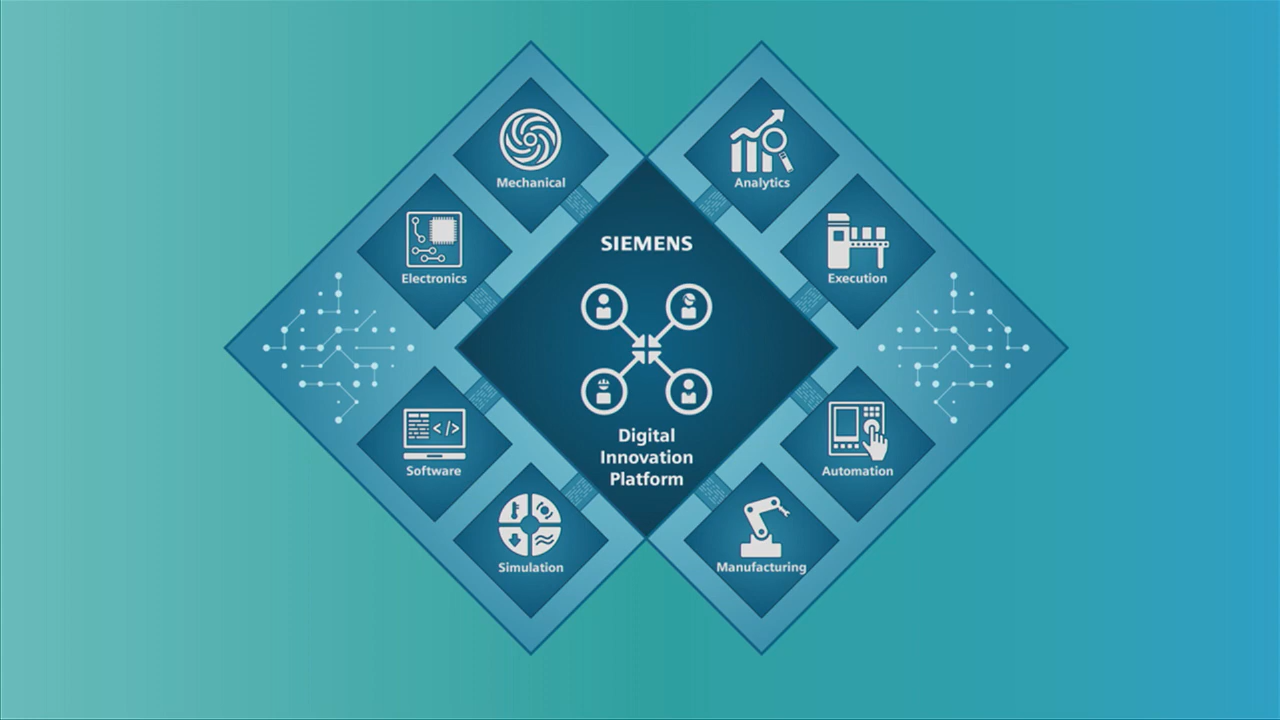 Mechanical
Analytics
SIEMENS
Electronics
Execution
Digital
Innovation
Platform
Software
</>
Automation
Simulation
Manufacturing